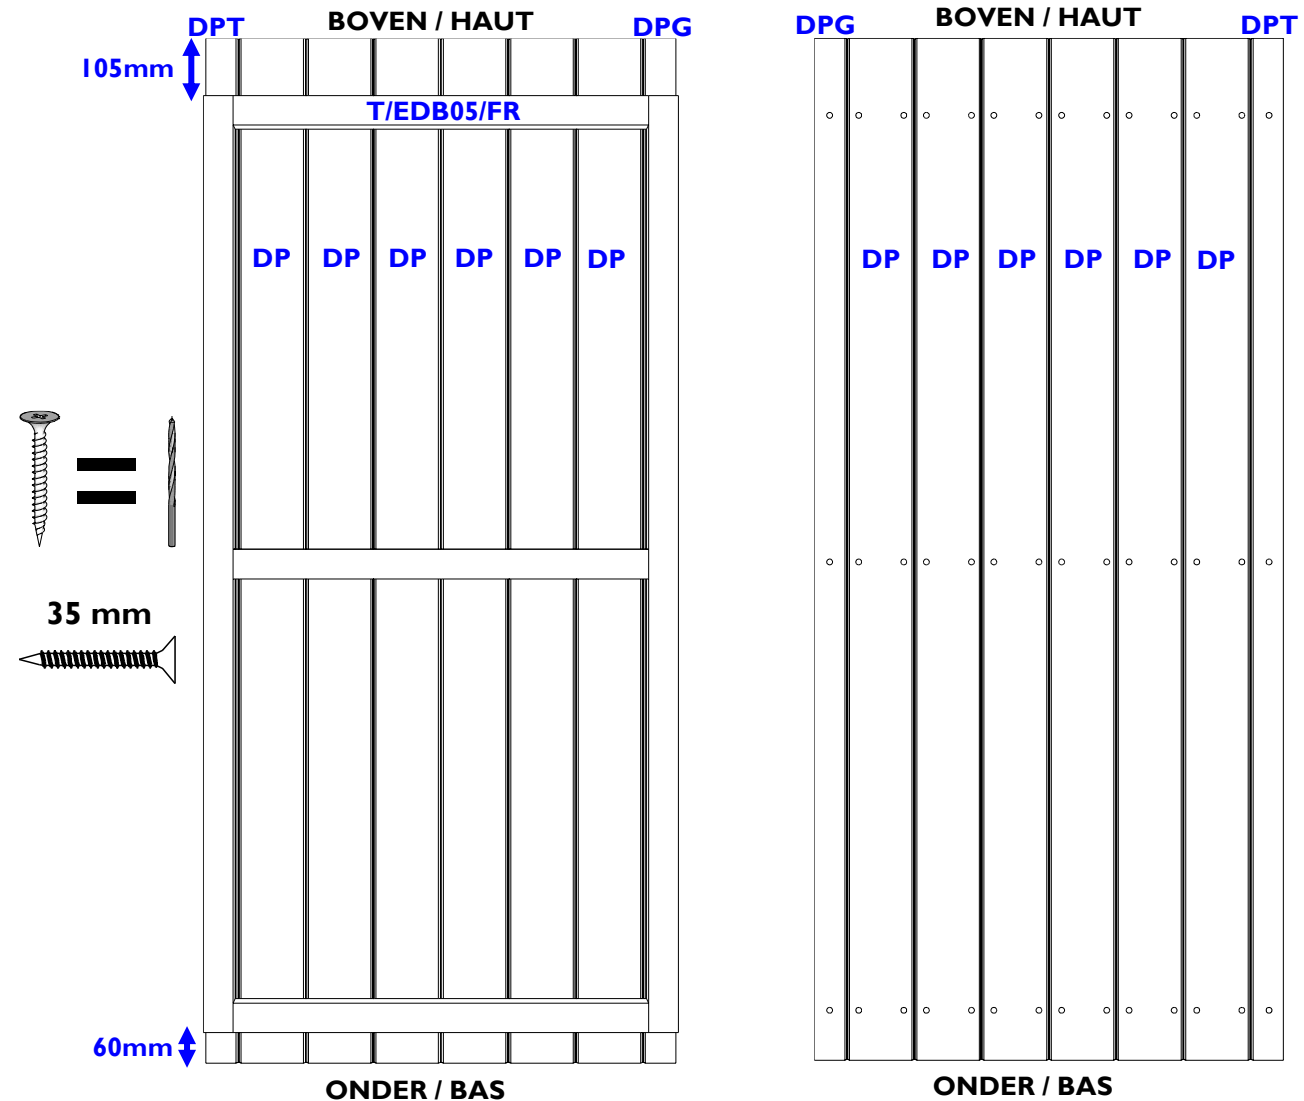 BOVEN / HAUT
DPT
DPG
105mm
T/EDB05/FR
DP DP DP DP DP DP
35 mm
60mm
ONDER / BAS
BOVEN / HAUT
DPG
DPT
DP DP DP DP DP DP
ONDER / BAS